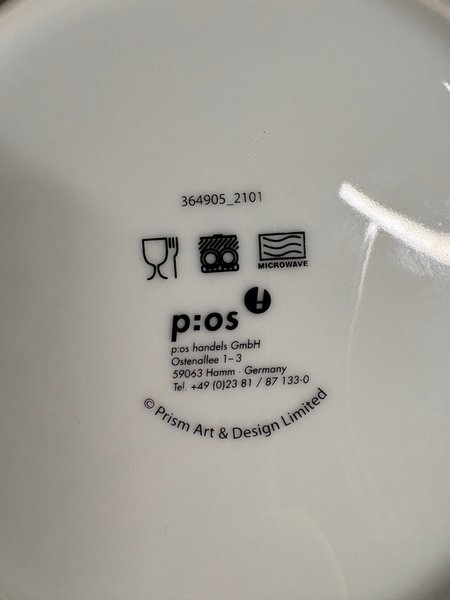 364905_2101
MICROWAVE
p:os
p:os handels GmbH
Ostenallee 1–3
59063 Hamm · Germany
Tel. +49 (0)23 81 / 87 133-0
© Prism Art & Design Limited